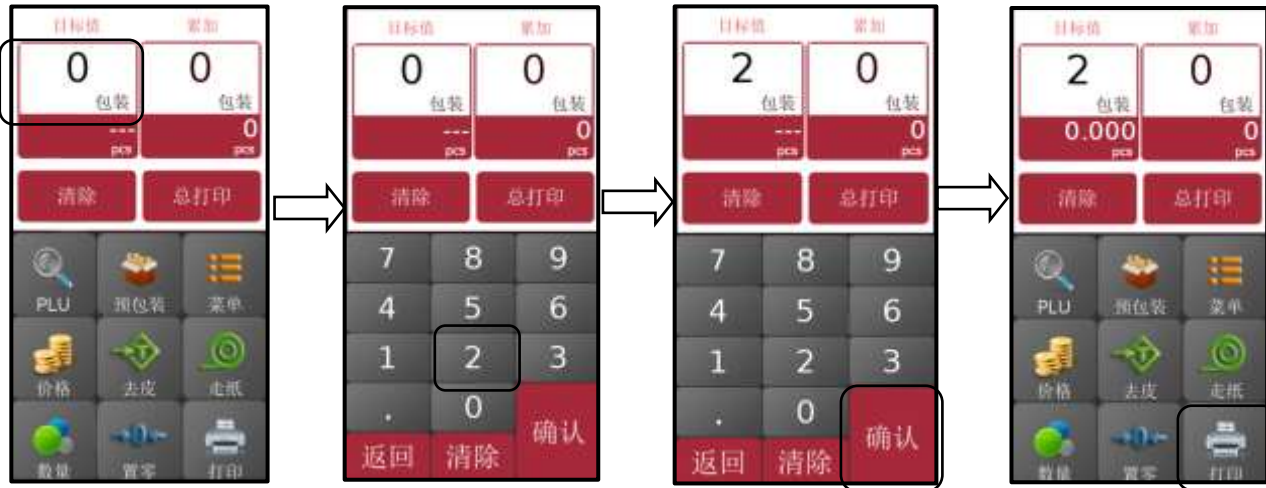 目标值 累加
0 0
包装 包装
--- 0
pcs pcs
清除 总打印
PLU 预包装 菜单
价格 去皮 走纸
数量 置零 打印
目标值 累加
0 0
包装 包装
--- 0
pcs pcs
清除 总打印
7 8 9
4 5 6
1 2 3
. 0
确认
返回 清除
目标值 累加
2 0
包装 包装
--- 0
pcs pcs
清除 总打印
7 8 9
4 5 6
1 2 3
. 0
确认
返回 清除
目标值 累加
2 0
包装 包装
0.000 0
pcs pcs
清除 总打印
PLU 预包装 菜单
价格 去皮 走纸
数量 置零 打印